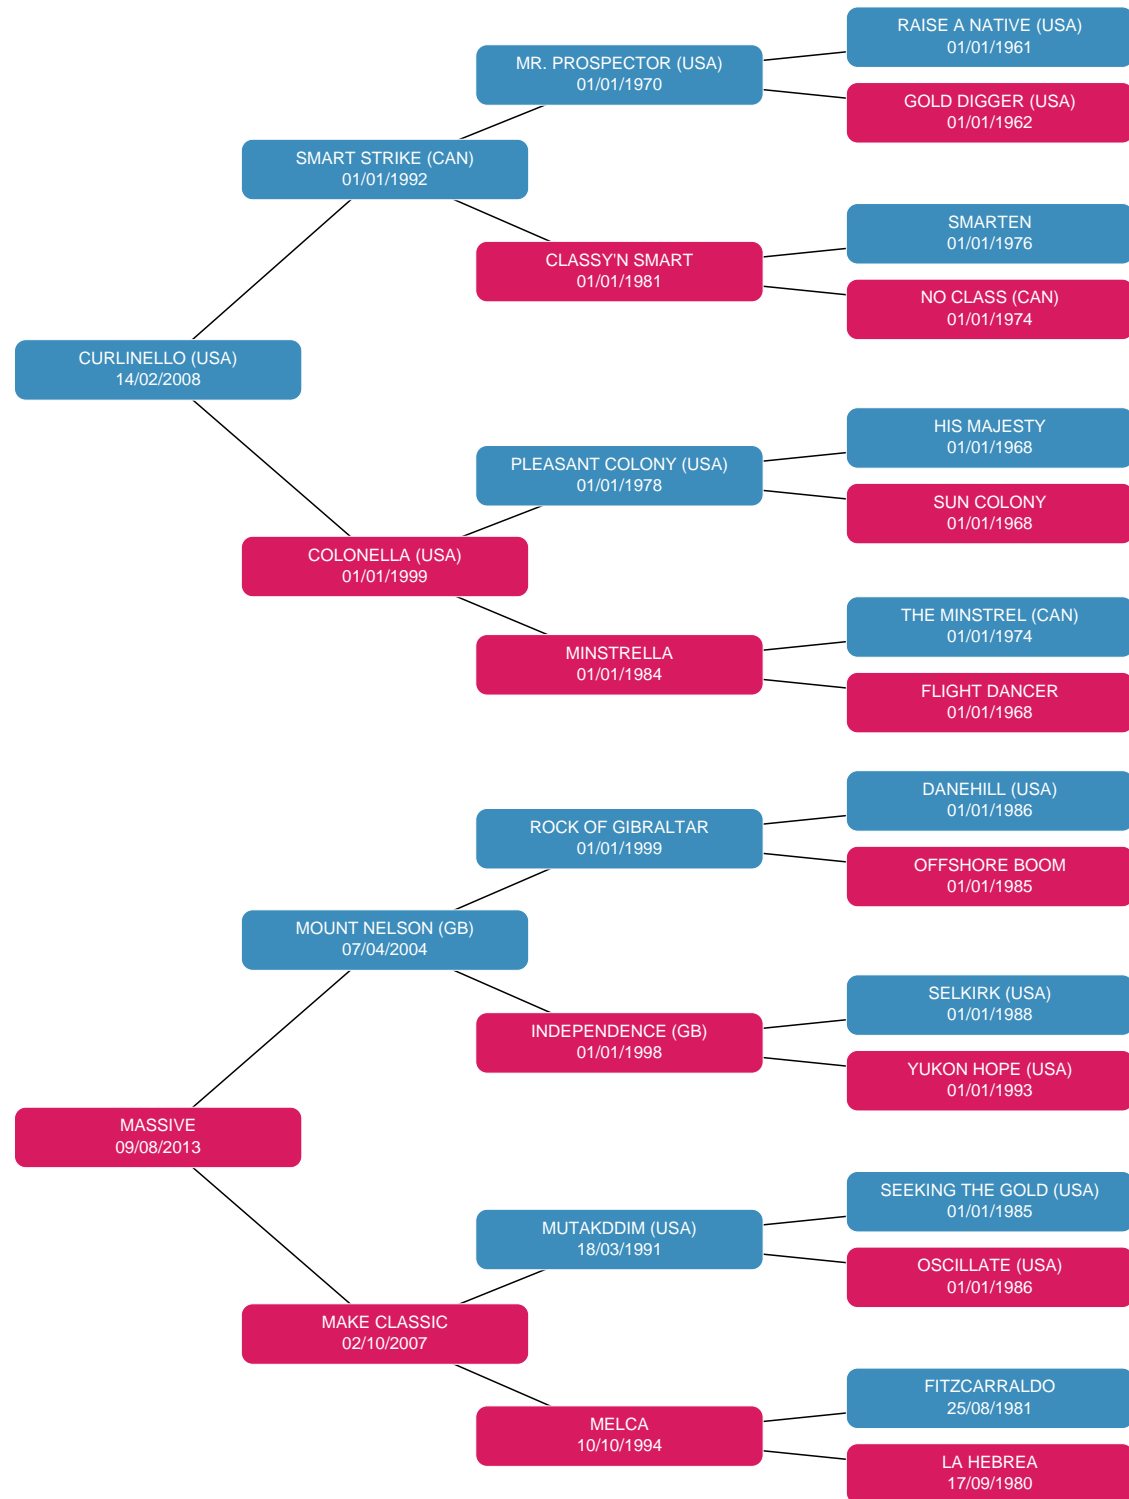 RAISE A NATIVE (USA)
01/01/1961
MR. PROSPECTOR (USA)
01/01/1970
GOLD DIGGER (USA)
01/01/1962
SMART STRIKE (CAN)
01/01/1992
SMARTEN
01/01/1976
CLASSY'N SMART
01/01/1981
NO CLASS (CAN)
01/01/1974
CURLINELLO (USA)
14/02/2008
HIS MAJESTY
01/01/1968
PLEASANT COLONY (USA)
01/01/1978
SUN COLONY
01/01/1968
COLONELLA (USA)
01/01/1999
THE MINSTREL (CAN)
01/01/1974
MINSTRELLA
01/01/1984
FLIGHT DANCER
01/01/1968
DANEHILL (USA)
01/01/1986
ROCK OF GIBRALTAR
01/01/1999
OFFSHORE BOOM
01/01/1985
MOUNT NELSON (GB)
07/04/2004
SELKIRK (USA)
01/01/1988
INDEPENDENCE (GB)
01/01/1998
YUKON HOPE (USA)
01/01/1993
MASSIVE
09/08/2013
SEEKING THE GOLD (USA)
01/01/1985
MUTAKDDIM (USA)
18/03/1991
OSCILLATE (USA)
01/01/1986
MAKE CLASSIC
02/10/2007
FITZCARRALDO
25/08/1981
MELCA
10/10/1994
LA HEBREA
17/09/1980